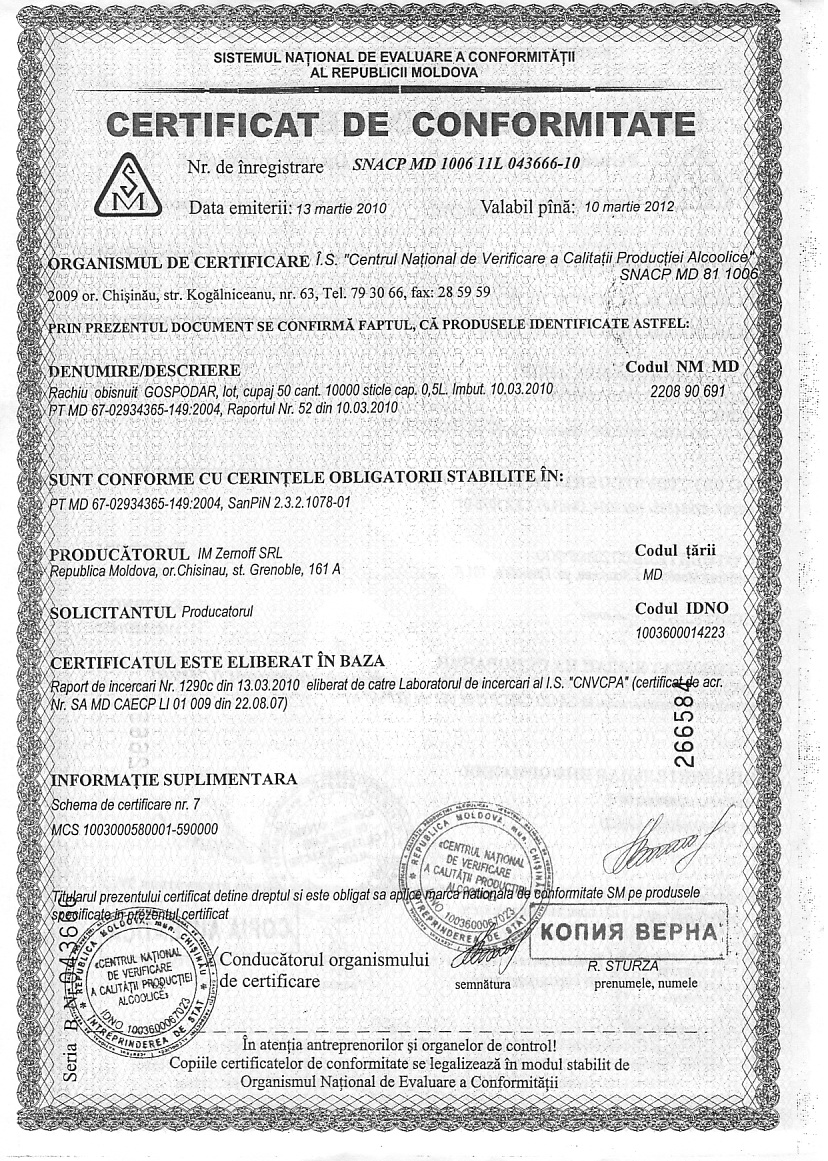 SISTEMUL NAȚIONAL DE EVALUARE A CONFORMITĂȚII
AL REPUBLICII MOLDOVA
CERTIFICAT DE CONFORMITATE
SM
Nr. de înregistrare SNACP MD 1006 11L 043666-10
Data emiterii: 13 martie 2010 Valabil pînă: 10 martie 2012
ORGANISMUL DE CERTIFICARE Î.S. "Centrul Național de Verificare a Calitații Producției Alcoolice"
SNACP MD 81 1006
2009 or. Chișinău, str. Kogălniceanu, nr. 63, Tel. 79 30 66, fax: 28 59 59
PRIN PREZENTUL DOCUMENT SE CONFIRMĂ FAPTUL, CĂ PRODUSELE IDENTIFICATE ASTFEL:
DENUMIRE/DESCRIERE Codul NM MD
Rachiu obisnuit GOSPODAR, lot, cupaj 50 cant. 10000 sticle cap. 0,5L. Imbut. 10.03.2010 2208 90 691
PT MD 67-02934365-149:2004, Raportul Nr. 52 din 10.03.2010
SUNT CONFORME CU CERINȚELE OBLIGATORII STABILITE ÎN:
PT MD 67-02934365-149:2004, SanPiN 2.3.2.1078-01
PRODUCĂTORUL IM Zernoff SRL Codul țării
Republica Moldova, or.Chisinau, st. Grenoble, 161 A MD
SOLICITANTUL Producatorul Codul IDNO
1003600014223
CERTIFICATUL ESTE ELIBERAT ÎN BAZA
Raport de incercari Nr. 1290c din 13.03.2010 eliberat de catre Laboratorul de incercari al I.S. "CNVCPA" (certificat de acr.
Nr. SA MD CAECP LI 01 009 din 22.08.07)
266584
INFORMAȚIE SUPLIMENTARA
Schema de certificare nr. 7
MCS 1003000580001-590000
REPUBLICA MOLDOVA, mun. CHIȘINĂU
«CENTRUL NAȚIONAL
DE VERIFICARE
A CALITĂȚII PRODUCȚIEI
ALCOOLICE»
IDNO 1003600067023
ÎNTREPRINDEREA DE STAT
Titularul prezentului certificat detine dreptul si este obligat sa aplice marca nationala de conformitate SM pe produsele
specificate in prezentul certificat
КОПИЯ ВЕРНА
Seria B Nr. 043666
REPUBLICA MOLDOVA, mun. CHIȘINĂU
«CENTRUL NAȚIONAL
DE VERIFICARE
A CALITĂȚII PRODUCȚIEI
ALCOOLICE»
IDNO 1003600067023
ÎNTREPRINDEREA DE STAT
Conducătorul organismului
de certificare
semnătura
R. STURZA
prenumele, numele
În atenția antreprenorilor și organelor de control!
Copiile certificatelor de conformitate se legalizează în modul stabilit de
Organismul Național de Evaluare a Conformității